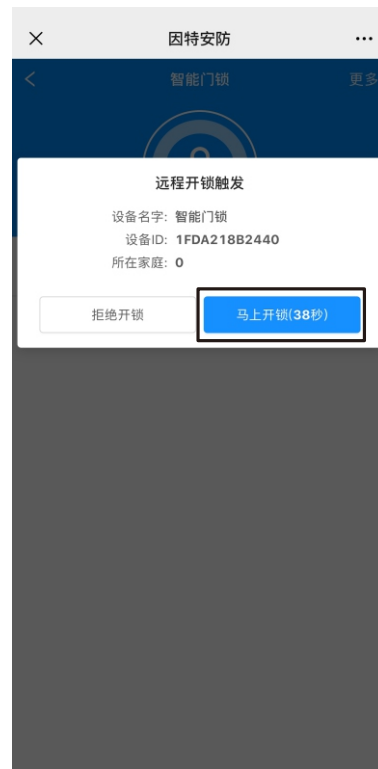 因特安防
智能门锁 更多
远程开锁触发
设备名字: 智能门锁
设备ID: 1FDA218B2440
所在家庭: 0
拒绝开锁 马上开锁(38秒)